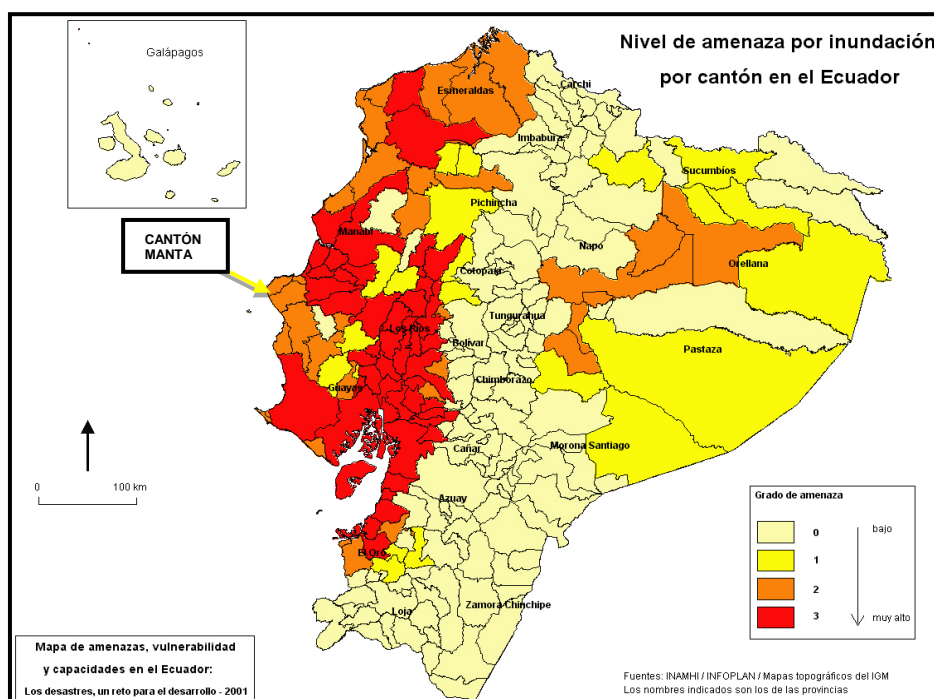 Nivel de amenaza por inundación
por cantón en el Ecuador
Galápagos
CANTÓN
MANTA
Esmeraldas
Carchi
Imbabura
Sucumbíos
Pichincha
Manabí
Napo
Orellana
Cotopaxi
Tungurahua
Los Ríos
Bolívar
Pastaza
Chimborazo
Guayas
Cañar
Morona Santiago
Azuay
El Oro
Loja
Zamora Chinchipe
0
100 km
Grado de amenaza
0
bajo
1
2
3
muy alto
Mapa de amenazas, vulnerabilidad
y capacidades en el Ecuador:
Los desastres, un reto para el desarrollo - 2001
Fuentes: INAMHI / INFOPLAN / Mapas topográficos del IGM
Los nombres indicados son los de las provincias